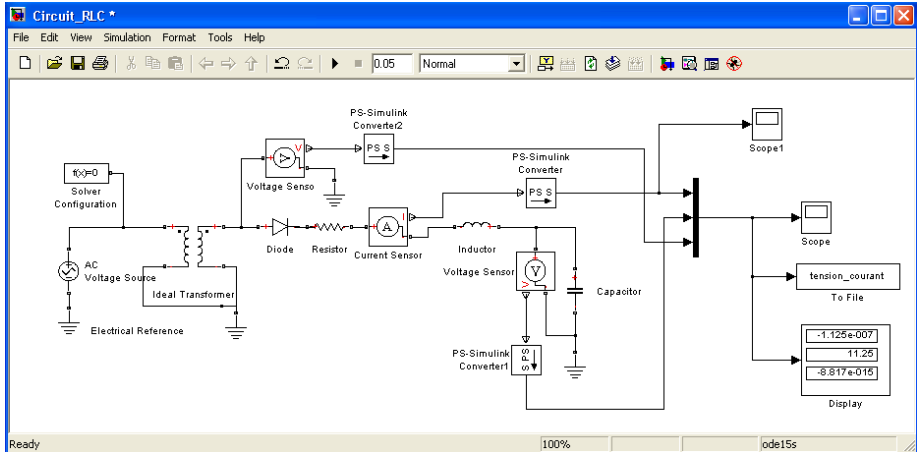 Circuit_RLC *
File Edit View Simulation Format Tools Help
0.05 Normal
PS-Simulink
Converter2
PS S
Scope1
V
Voltage Senso
PS-Simulink
Converter
PS S
f(x)=0
Solver
Configuration
I
A
Diode
Resistor
Current Sensor
Inductor
Scope
AC
Voltage Source
Ideal Transformer
Voltage Sensor
V
V
Capacitor
tension_courant
To File
Electrical Reference
PS-Simulink
Converter1
S PS
-1.125e-007
11.25
-8.817e-015
Display
Ready 100% ode15s